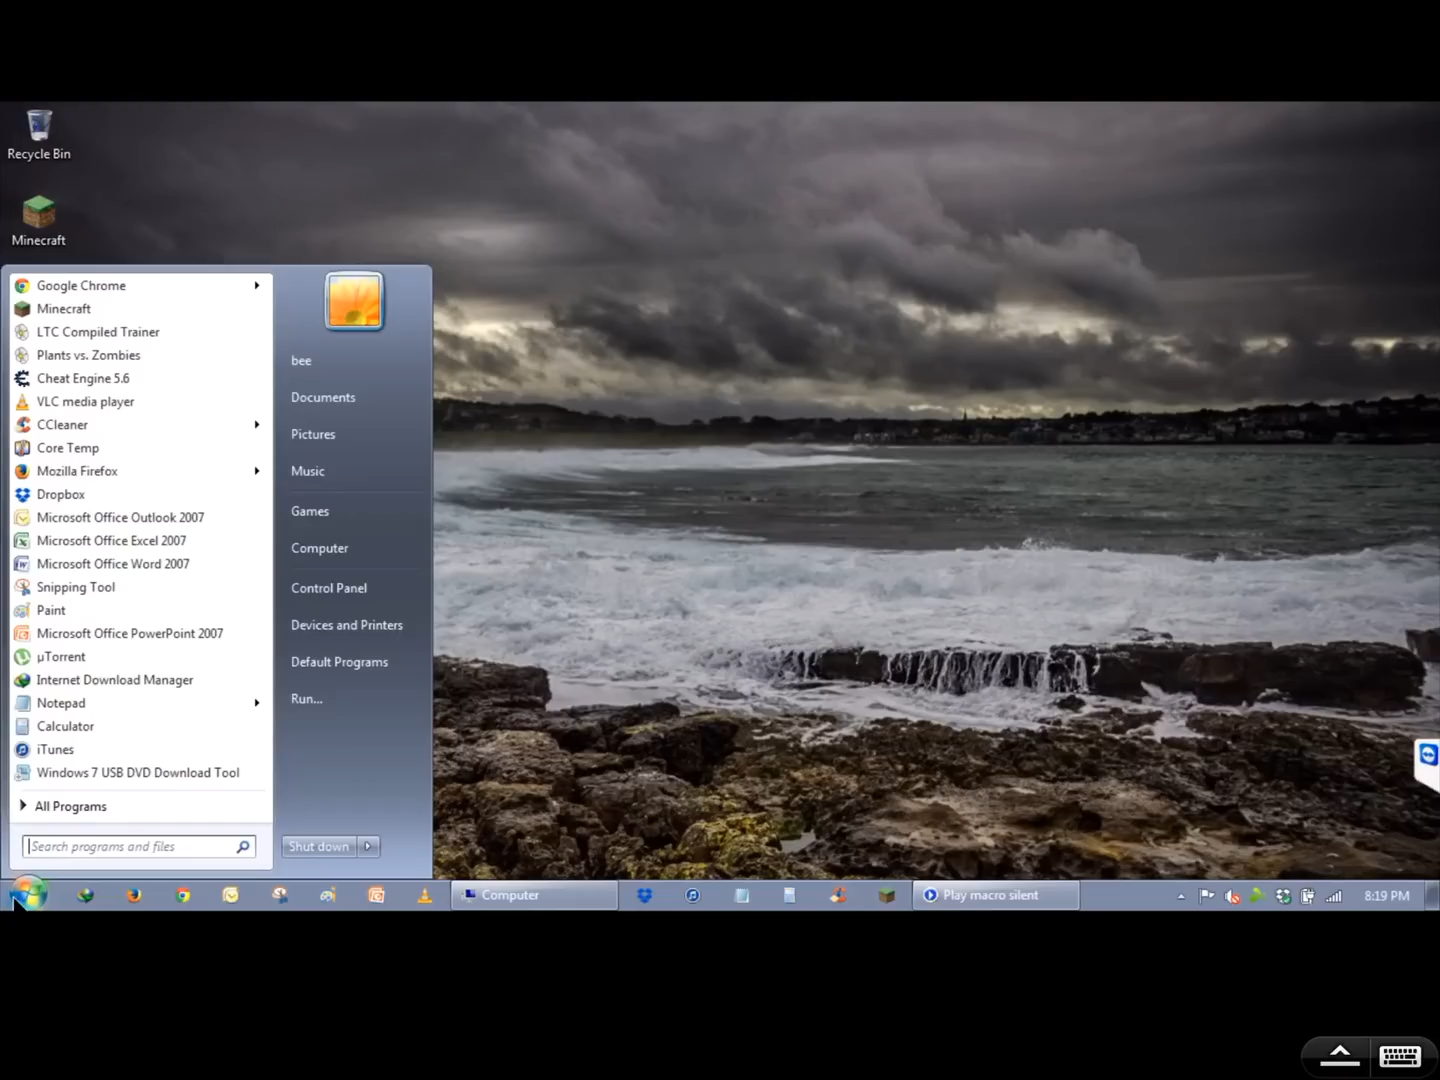 Recycle Bin
Minecraft
Google Chrome
Minecraft
LTC Compiled Trainer
Plants vs. Zombies
Cheat Engine 5.6
VLC media player
CCleaner
Core Temp
Mozilla Firefox
Dropbox
Microsoft Office Outlook 2007
Microsoft Office Excel 2007
Microsoft Office Word 2007
Snipping Tool
Paint
Microsoft Office PowerPoint 2007
µTorrent
Internet Download Manager
Notepad
Calculator
iTunes
Windows 7 USB DVD Download Tool
All Programs
Search programs and files
bee
Documents
Pictures
Music
Games
Computer
Control Panel
Devices and Printers
Default Programs
Run...
Shut down
Computer
Play macro silent
8:19 PM